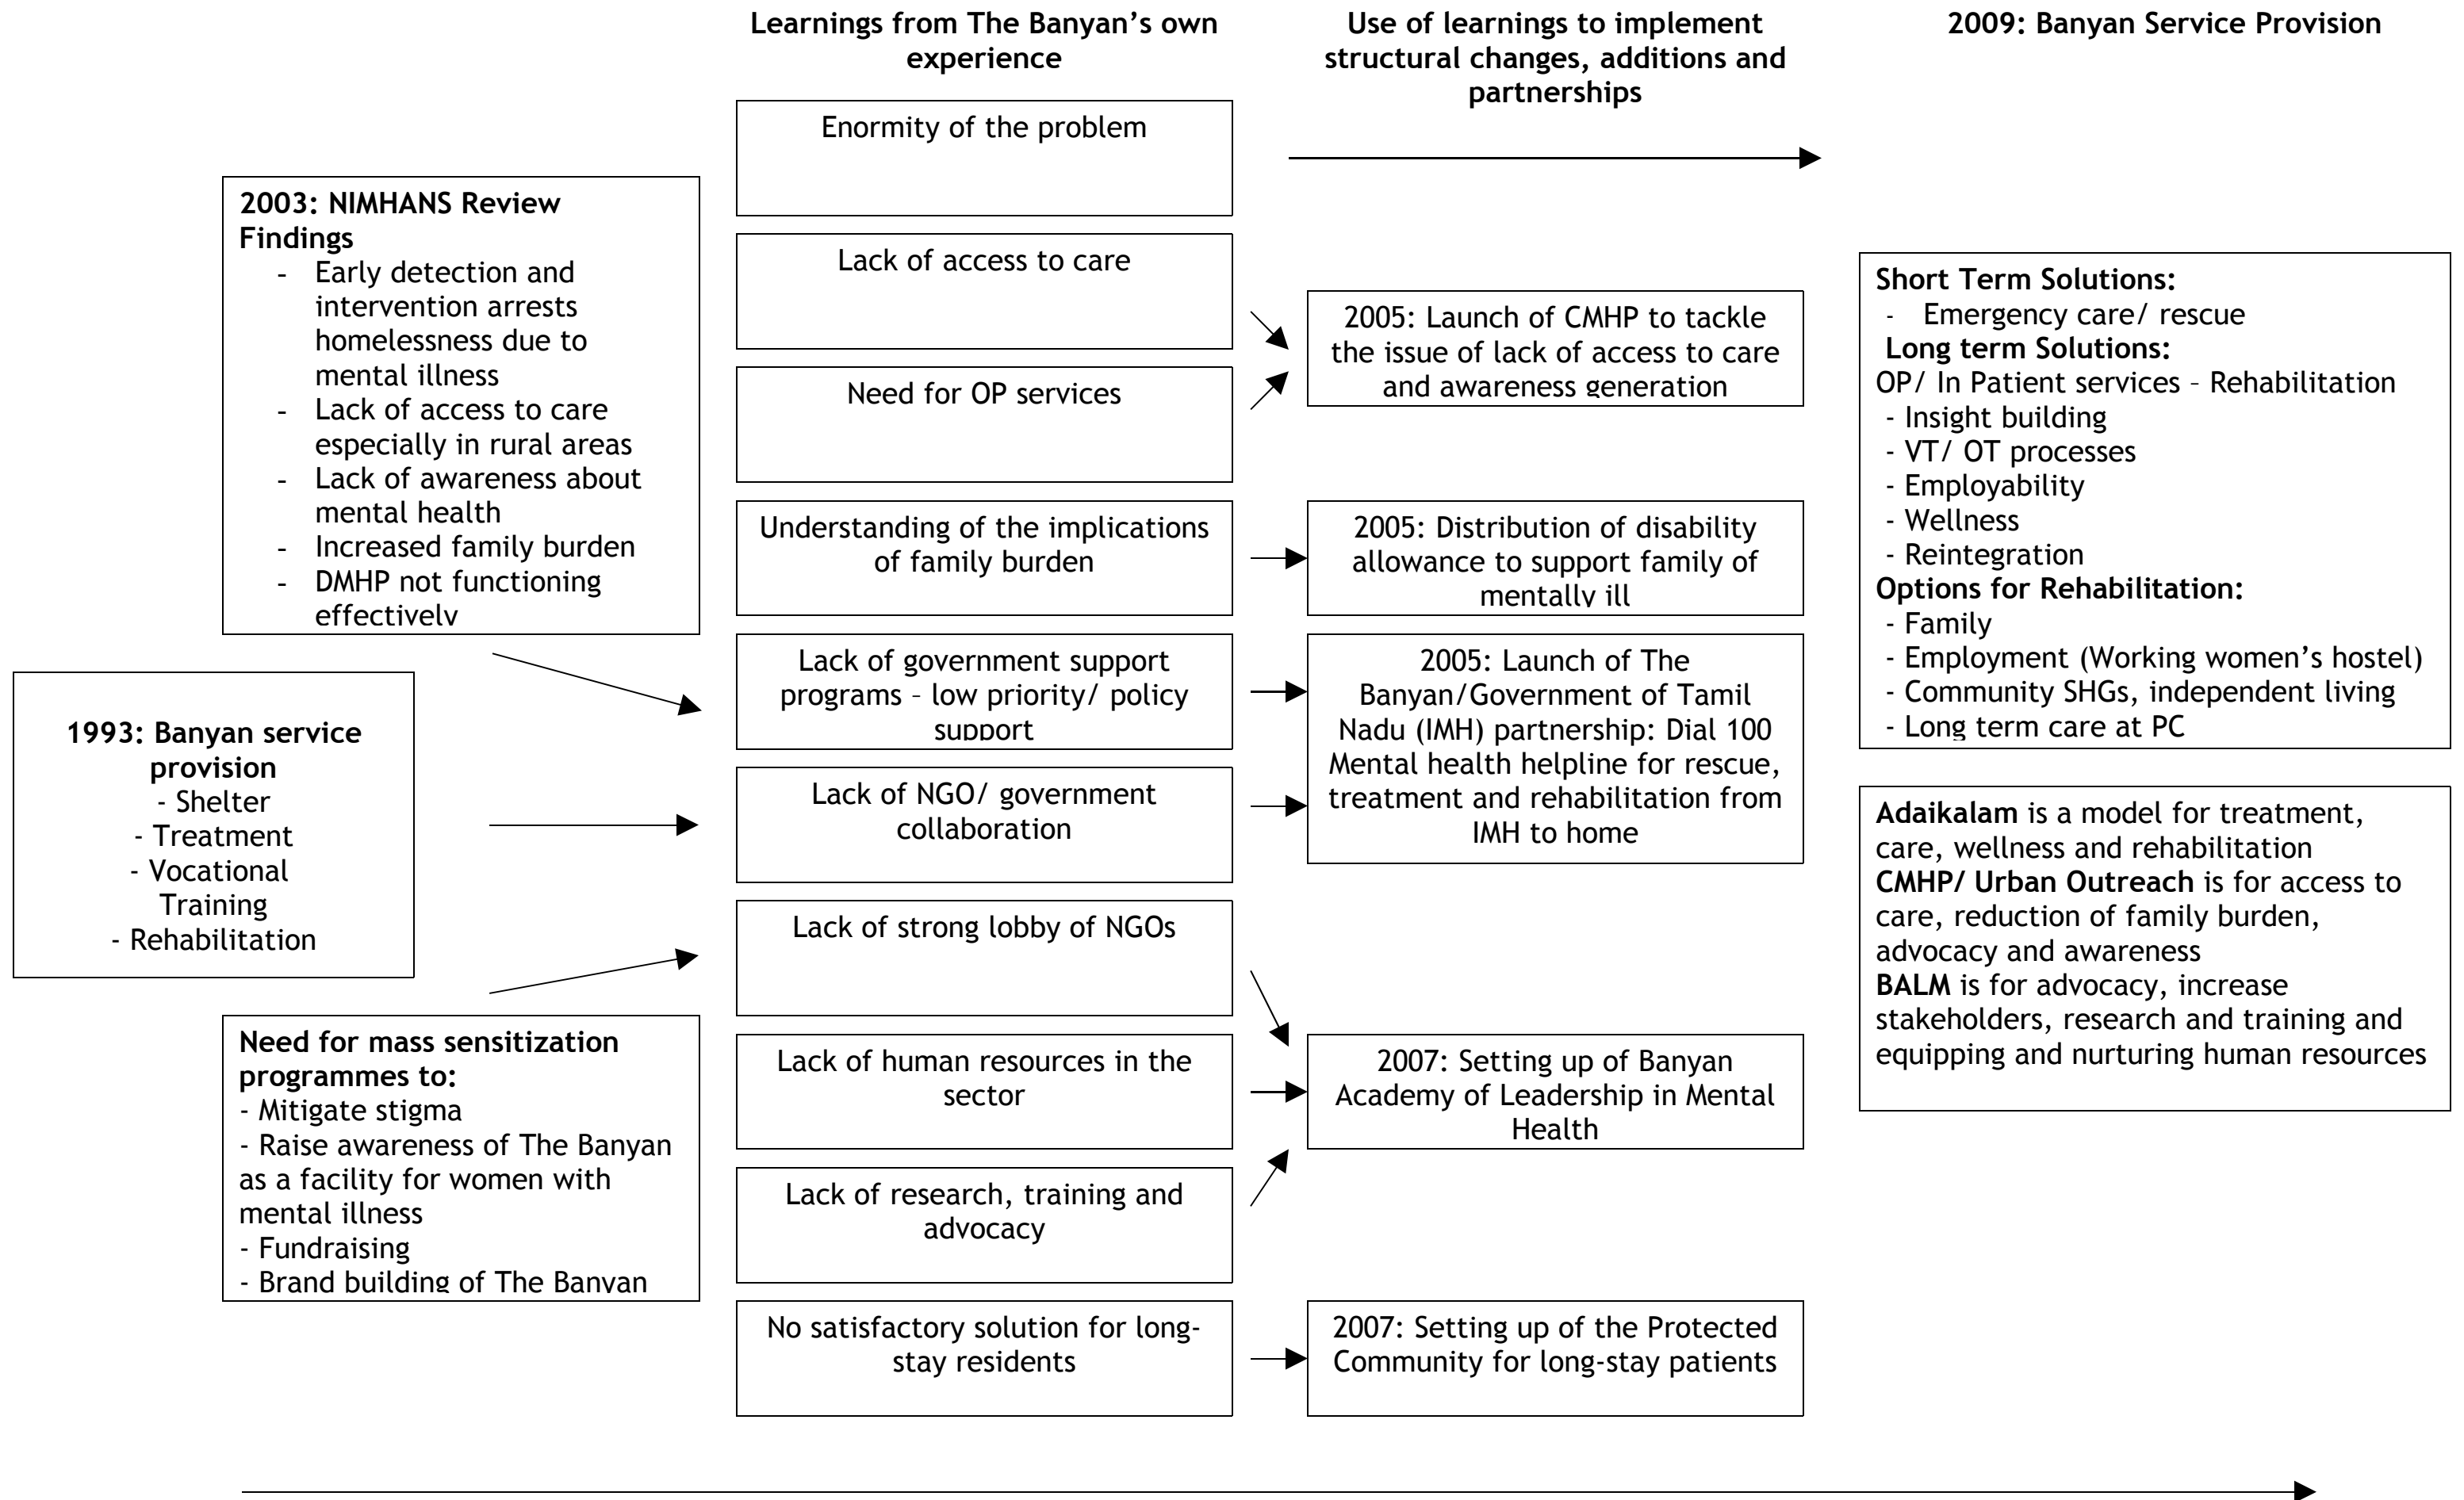 Learnings from The Banyan’s own
experience
Use of learnings to implement
structural changes, additions and
partnerships
2009: Banyan Service Provision
2003: NIMHANS Review
Findings
- Early detection and
intervention arrests
homelessness due to
mental illness
- Lack of access to care
especially in rural areas
- Lack of awareness about
mental health
- Increased family burden
- DMHP not functioning
effectively
1993: Banyan service
provision
- Shelter
- Treatment
- Vocational
Training
- Rehabilitation
Need for mass sensitization
programmes to:
- Mitigate stigma
- Raise awareness of The Banyan
as a facility for women with
mental illness
- Fundraising
- Brand building of The Banyan
Enormity of the problem
Lack of access to care
Need for OP services
Understanding of the implications
of family burden
Lack of government support
programs – low priority/ policy
support
Lack of NGO/ government
collaboration
Lack of strong lobby of NGOs
Lack of human resources in the
sector
Lack of research, training and
advocacy
No satisfactory solution for long-
stay residents
2005: Launch of CMHP to tackle
the issue of lack of access to care
and awareness generation
2005: Distribution of disability
allowance to support family of
mentally ill
2005: Launch of The
Banyan/Government of Tamil
Nadu (IMH) partnership: Dial 100
Mental health helpline for rescue,
treatment and rehabilitation from
IMH to home
2007: Setting up of Banyan
Academy of Leadership in Mental
Health
2007: Setting up of the Protected
Community for long-stay patients
Short Term Solutions:
- Emergency care/ rescue
Long term Solutions:
OP/ In Patient services – Rehabilitation
- Insight building
- VT/ OT processes
- Employability
- Wellness
- Reintegration
Options for Rehabilitation:
- Family
- Employment (Working women’s hostel)
- Community SHGs, independent living
- Long term care at PC
Adaikalam is a model for treatment,
care, wellness and rehabilitation
CMHP/ Urban Outreach is for access to
care, reduction of family burden,
advocacy and awareness
BALM is for advocacy, increase
stakeholders, research and training and
equipping and nurturing human resources